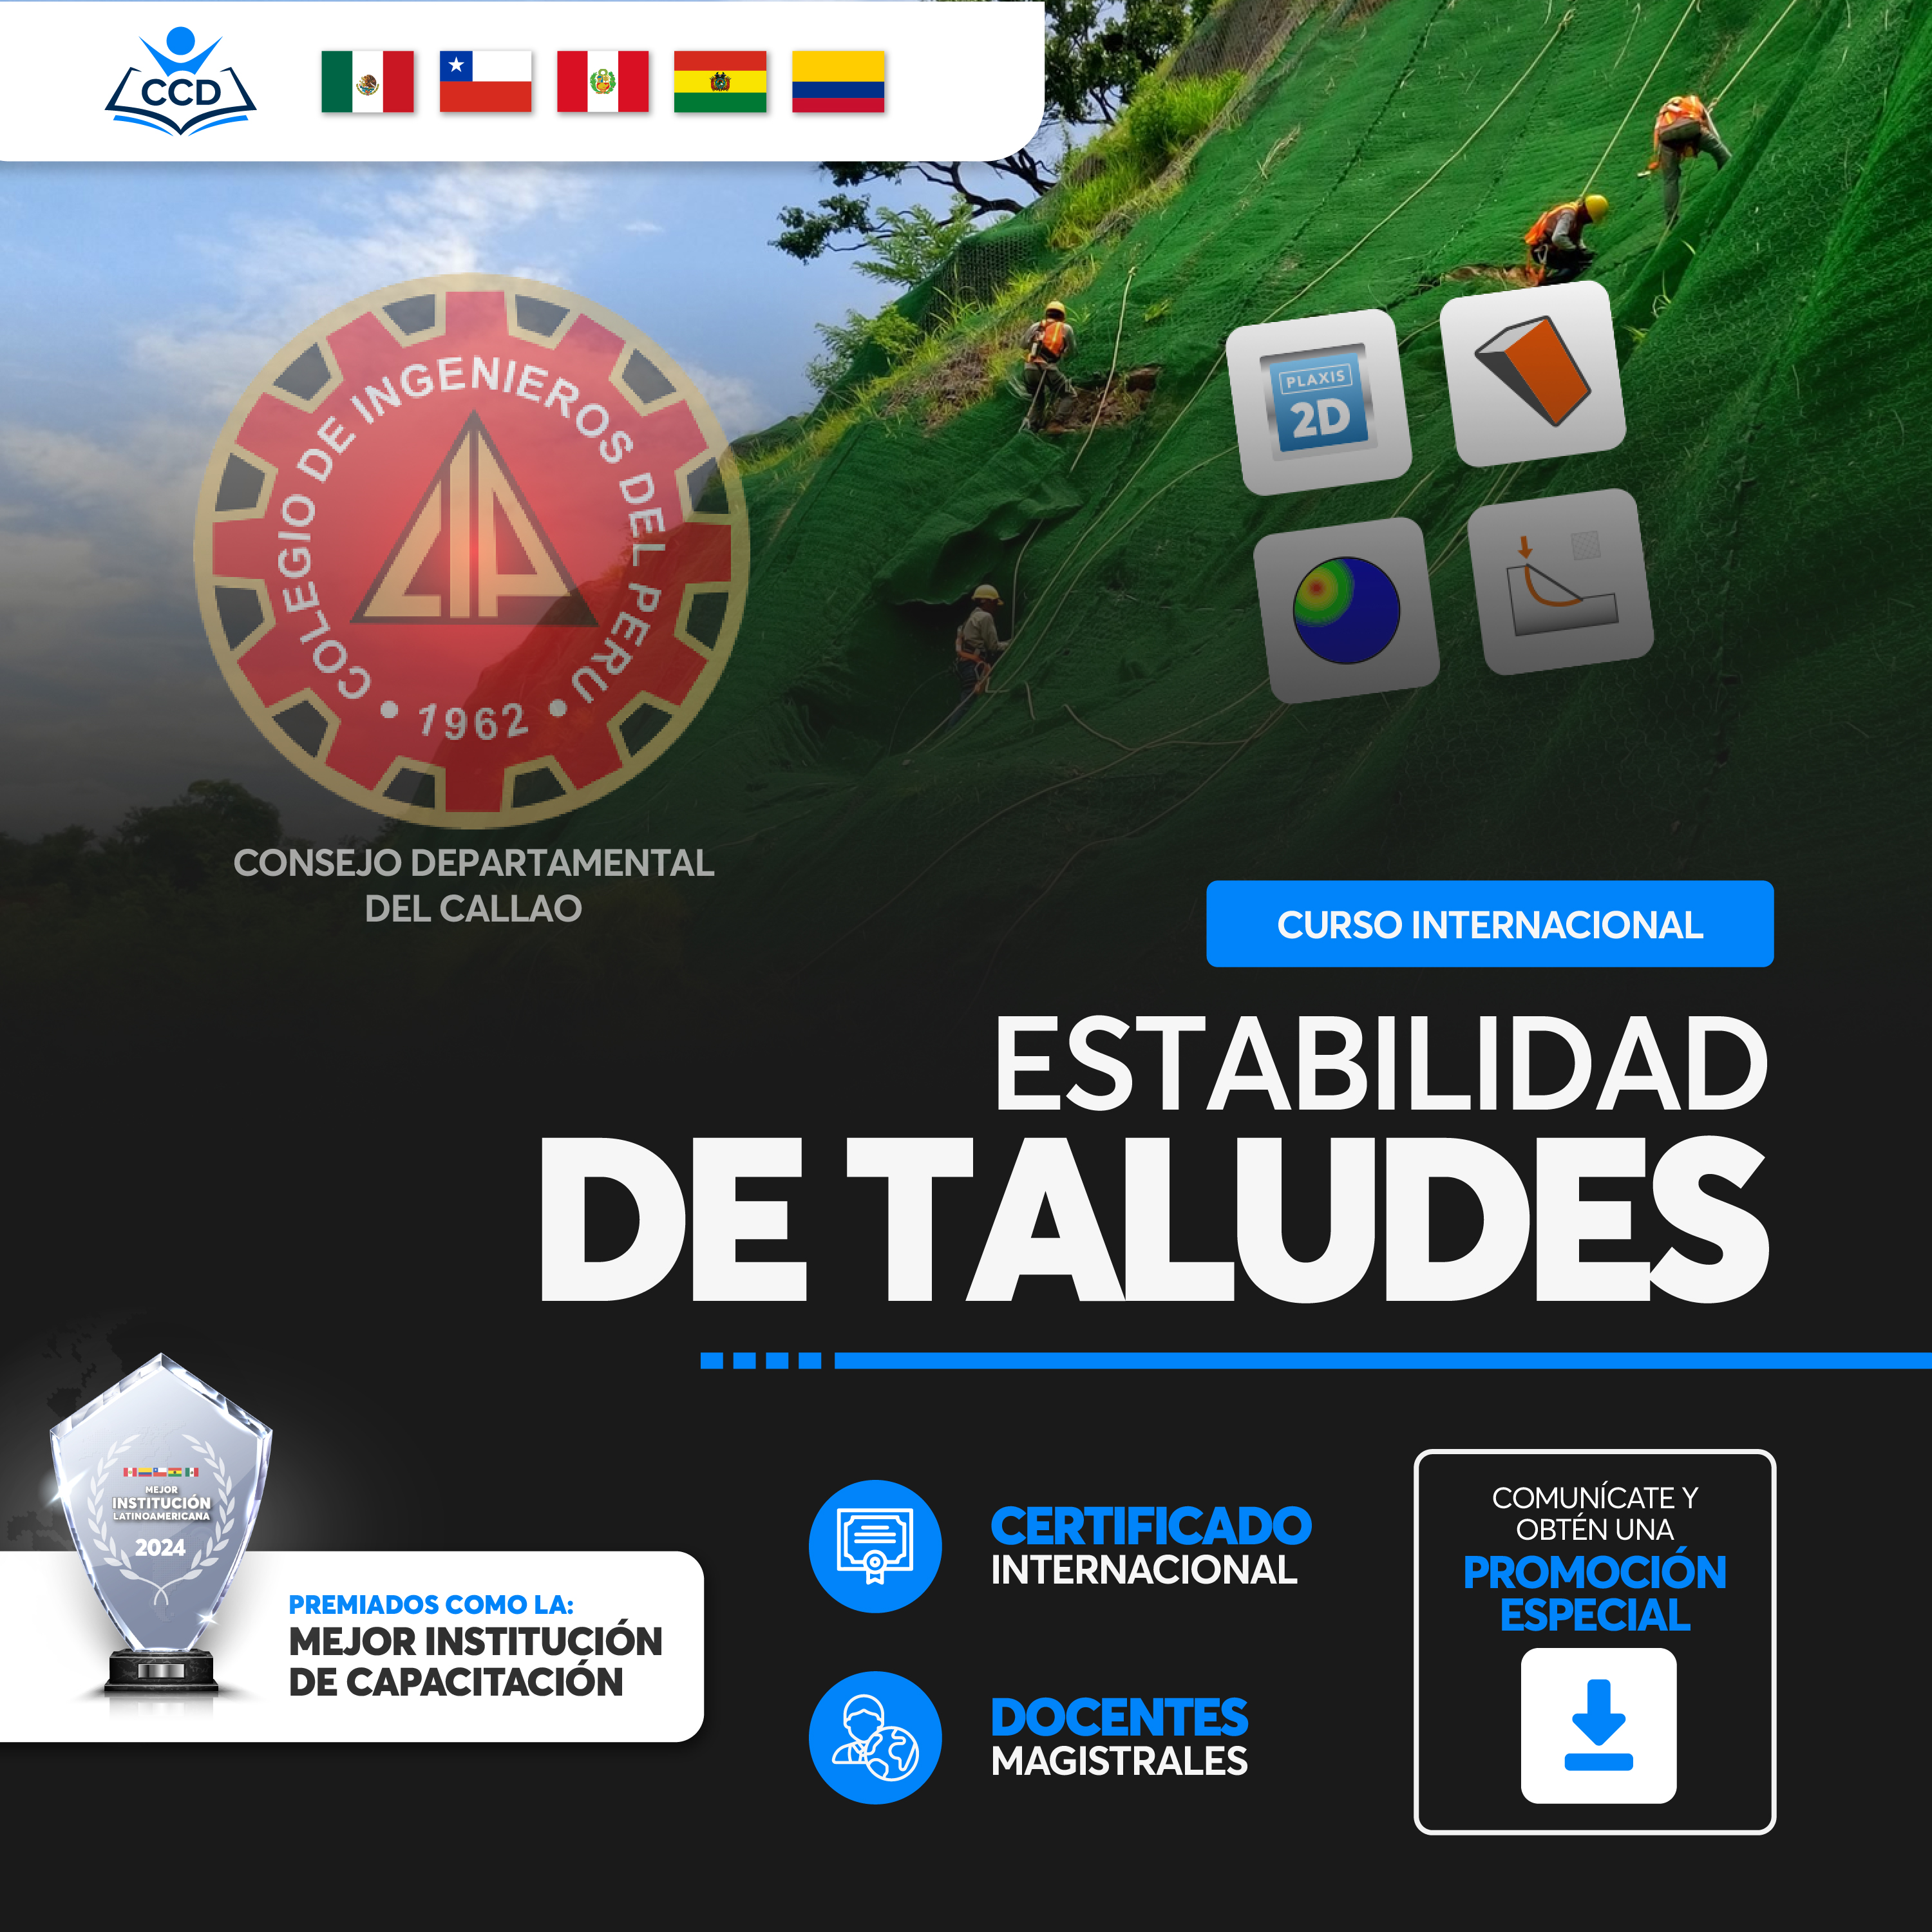 CCD
PLAXIS
2D
COLEGIO DE INGENIEROS DEL PERU
• 1962 •
CONSEJO DEPARTAMENTAL
DEL CALLAO
CURSO INTERNACIONAL
ESTABILIDAD
DE TALUDES
MEJOR
INSTITUCIÓN
LATINOAMERICANA
2024
PREMIADOS COMO LA:
MEJOR INSTITUCIÓN
DE CAPACITACIÓN
CERTIFICADO
INTERNACIONAL
DOCENTES
MAGISTRALES
COMUNÍCATE Y
OBTÉN UNA
PROMOCIÓN
ESPECIAL